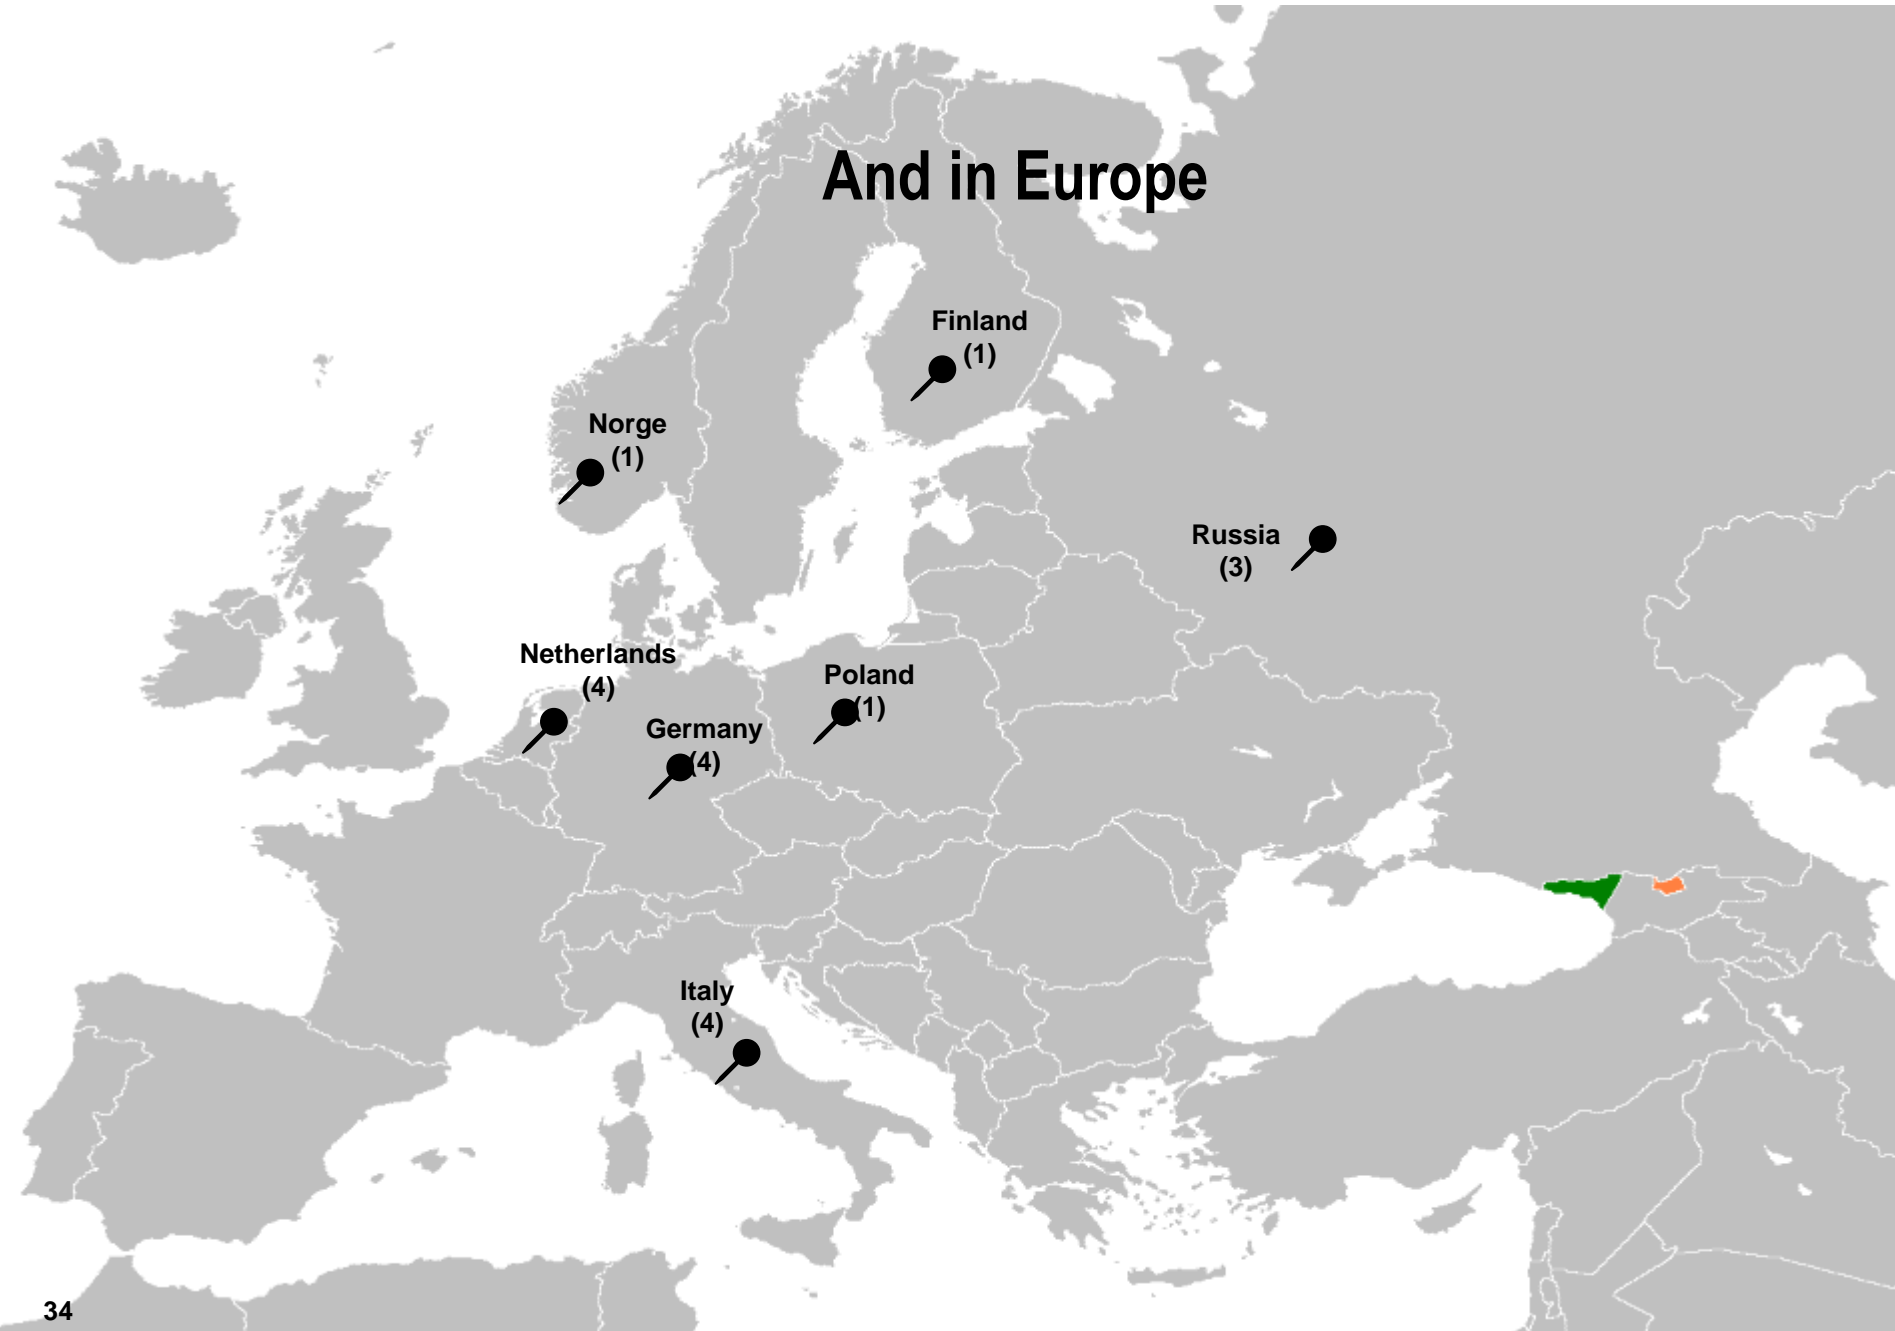 And in Europe
Finland
(1)
Norge
(1)
Russia
(3)
Netherlands
(4)
Poland
(1)
Germany
(4)
Italy
(4)
34